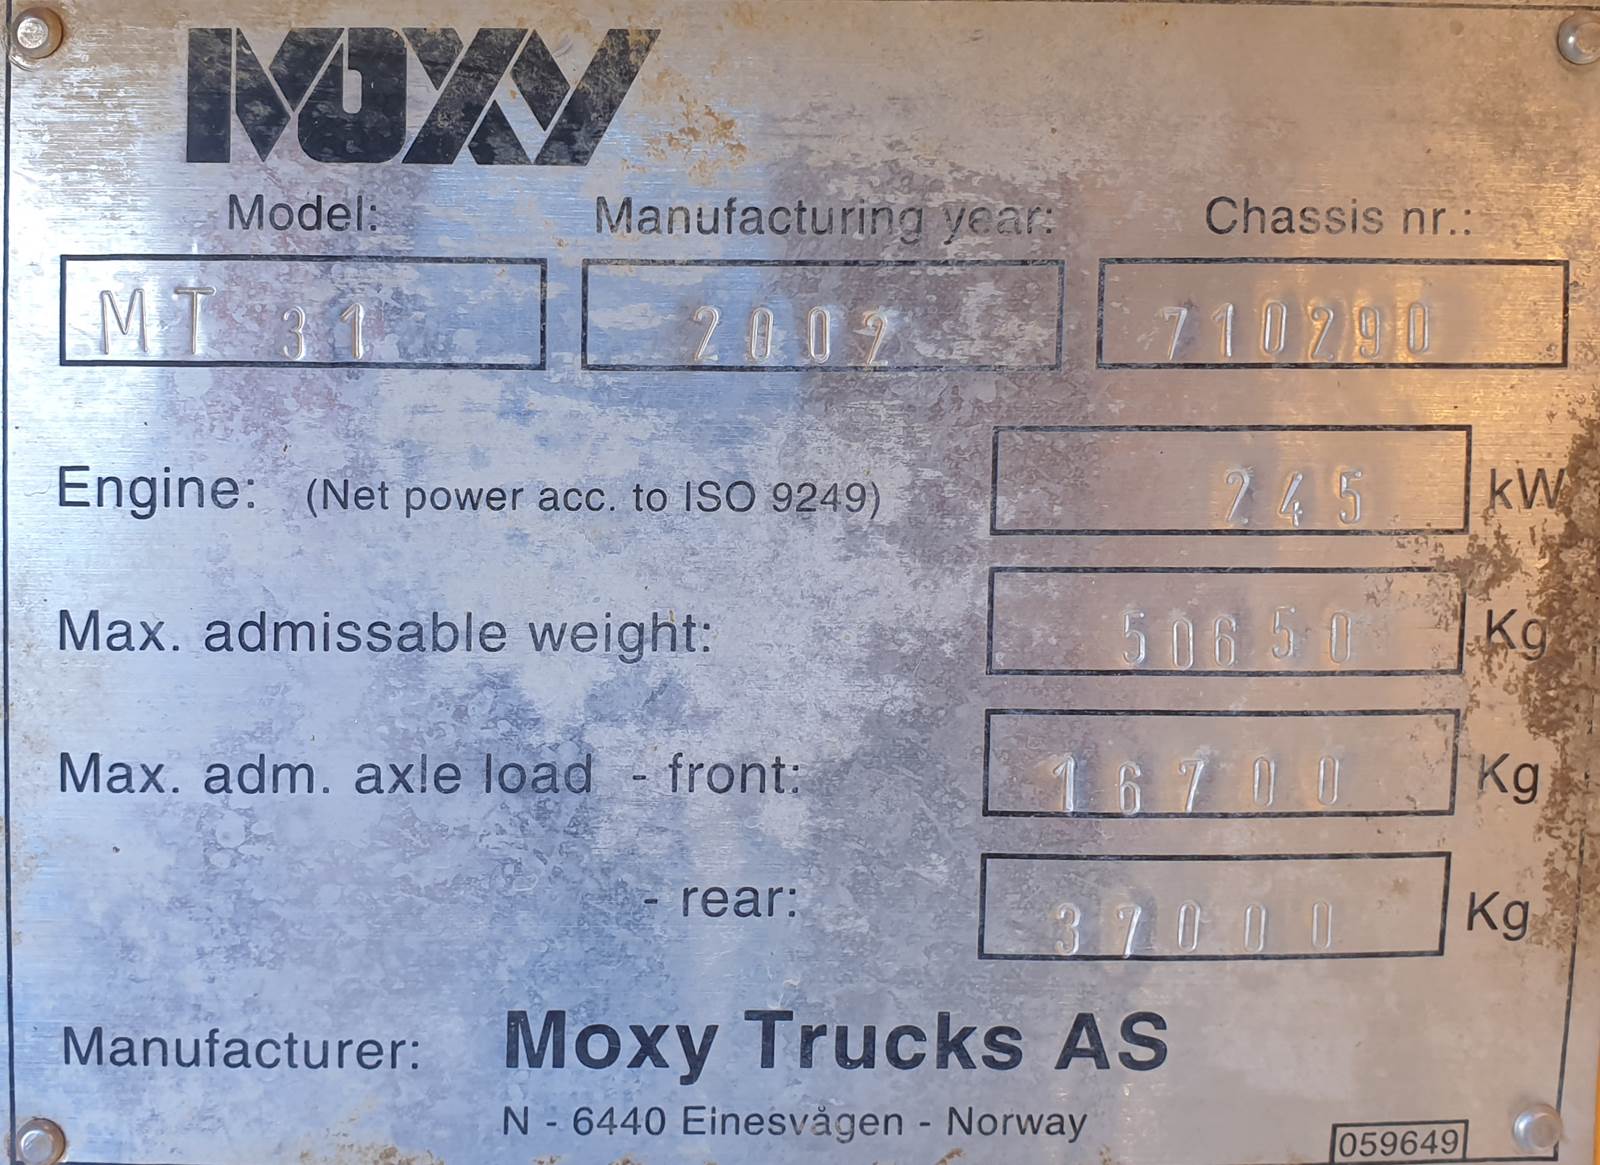 MOXY
Model: Manufacturing year: Chassis nr.:
MT 31 2002 710290
Engine: (Net power acc. to ISO 9249) 245 kW
Max. admissable weight: 50650 Kg
Max. adm. axle load - front: 16700 Kg
- rear: 37000 Kg
Manufacturer: Moxy Trucks AS
N - 6440 Einesvågen - Norway
059649